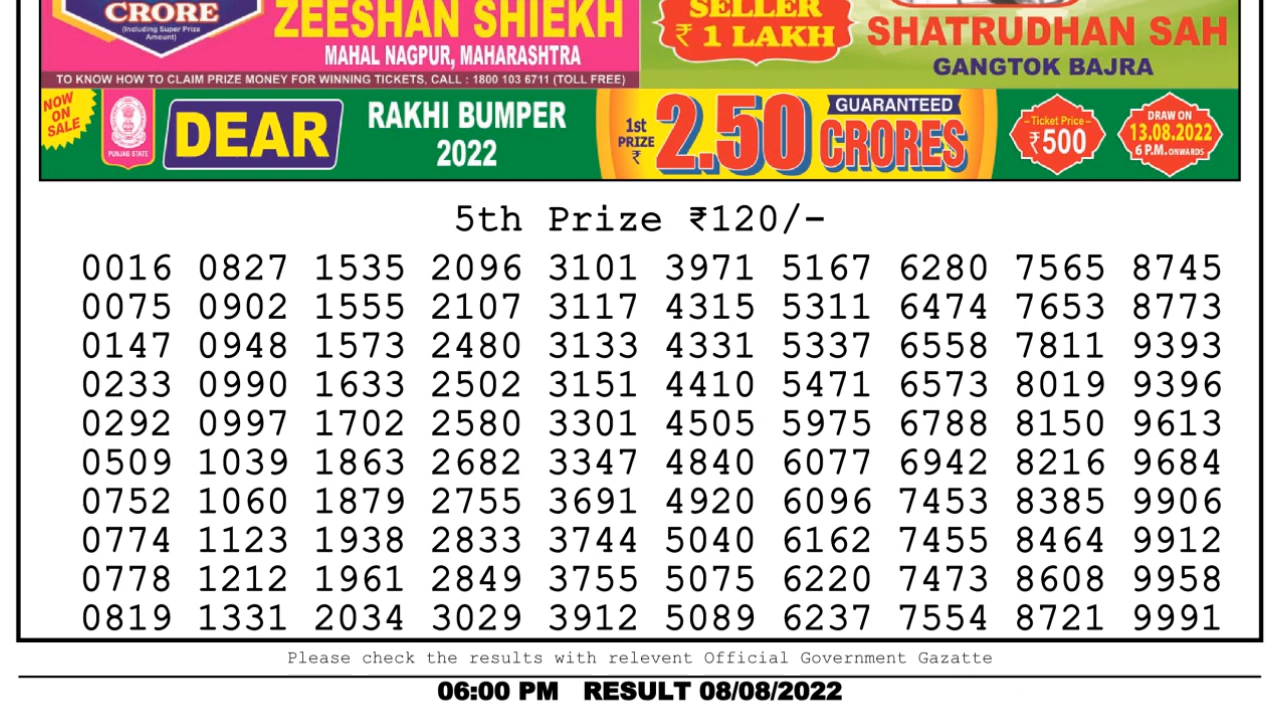 CRORE
(Including Super Prize
Amount)
ZEESHAN SHIEKH
MAHAL NAGPUR, MAHARASHTRA
TO KNOW HOW TO CLAIM PRIZE MONEY FOR WINNING TICKETS, CALL : 1800 103 6711 (TOLL FREE)
SELLER
₹ 1 LAKH
SHATRUDHAN SAH
GANGTOK BAJRA
NOW
ON
SALE
PUNJAB STATE
DEAR
RAKHI BUMPER
2022
1st
PRIZE
₹
2.50
GUARANTEED
CRORES
Ticket Price
₹500
DRAW ON
13.08.2022
6 P.M. ONWARDS
5th Prize ₹120/-
0016 0827 1535 2096 3101 3971 5167 6280 7565 8745
0075 0902 1555 2107 3117 4315 5311 6474 7653 8773
0147 0948 1573 2480 3133 4331 5337 6558 7811 9393
0233 0990 1633 2502 3151 4410 5471 6573 8019 9396
0292 0997 1702 2580 3301 4505 5975 6788 8150 9613
0509 1039 1863 2682 3347 4840 6077 6942 8216 9684
0752 1060 1879 2755 3691 4920 6096 7453 8385 9906
0774 1123 1938 2833 3744 5040 6162 7455 8464 9912
0778 1212 1961 2849 3755 5075 6220 7473 8608 9958
0819 1331 2034 3029 3912 5089 6237 7554 8721 9991
Please check the results with relevent Official Government Gazatte
06:00 PM RESULT 08/08/2022